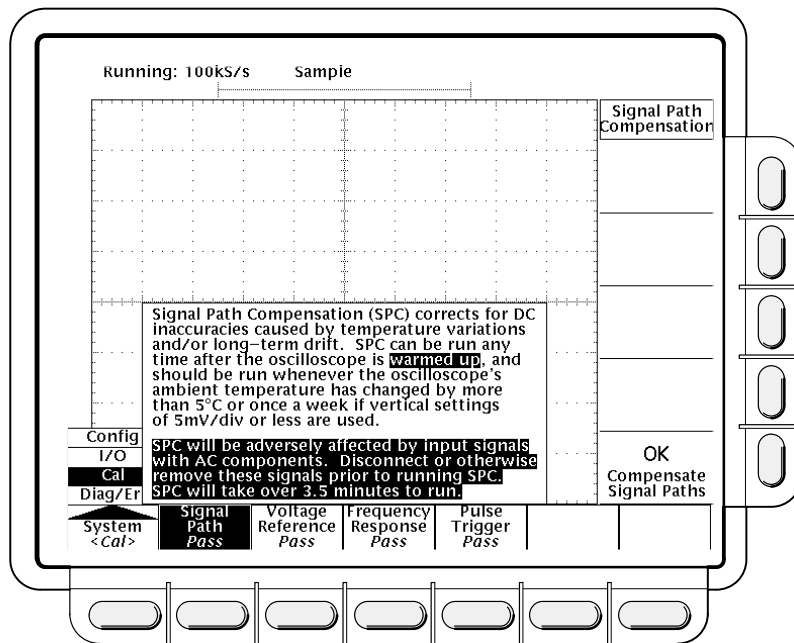 Running: 100kS/s Sample
Signal Path
Compensation
Signal Path Compensation (SPC) corrects for DC
inaccuracies caused by temperature variations
and/or long-term drift. SPC can be run any
time after the oscilloscope is warmed up, and
should be run whenever the oscilloscope's
ambient temperature has changed by more
than 5°C or once a week if vertical settings
of 5mV/div or less are used.
SPC will be adversely affected by input signals
with AC components. Disconnect or otherwise
remove these signals prior to running SPC.
SPC will take over 3.5 minutes to run.
OK
Compensate
Signal Paths
Config
I/O
Cal
Diag/Er
System
<Cal>
Signal
Path
Pass
Voltage
Reference
Pass
Frequency
Response
Pass
Pulse
Trigger
Pass